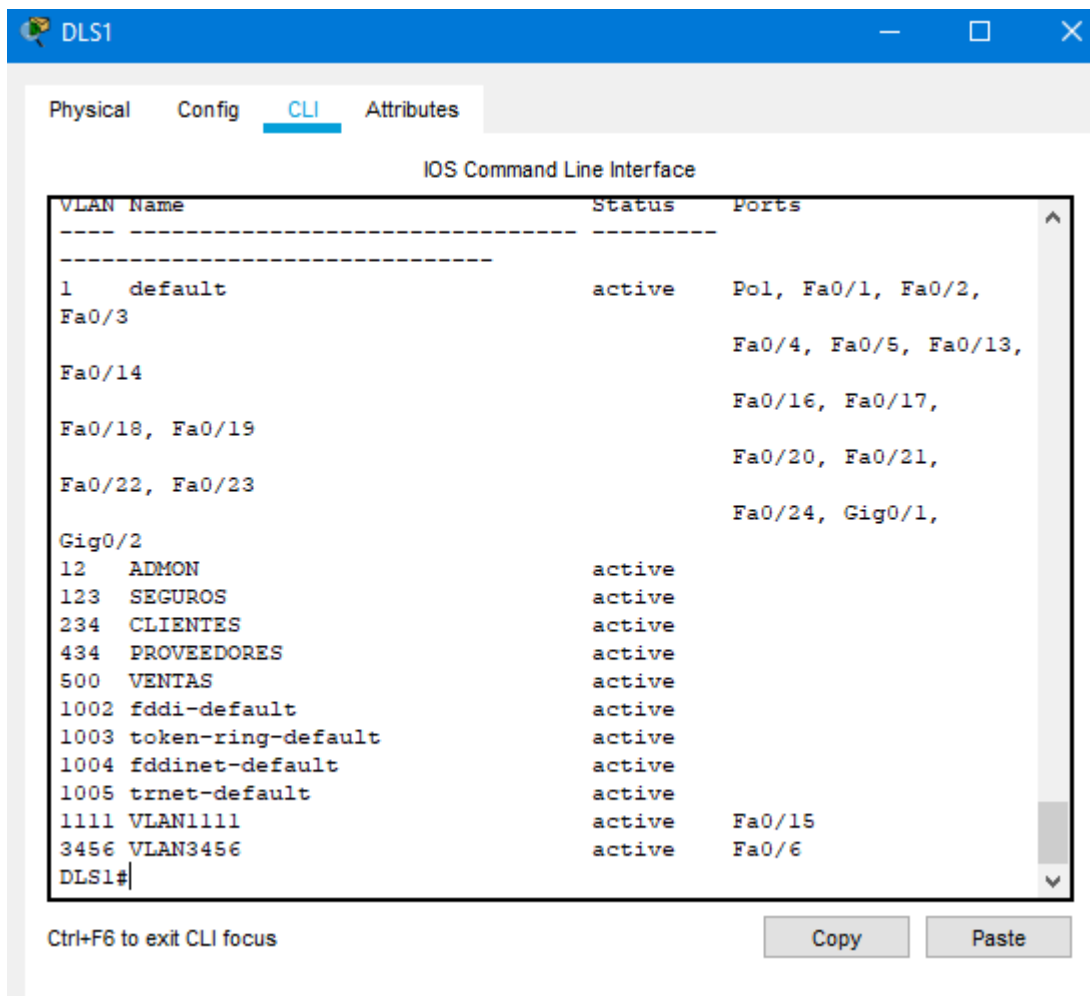 DLS1
Physical Config CLI Attributes
IOS Command Line Interface
VLAN Name                             Status    Ports
---- -------------------------------- ---------
-------------------------------
1    default                          active    Po1, Fa0/1, Fa0/2,
Fa0/3
                                                Fa0/4, Fa0/5, Fa0/13,
Fa0/14
                                                Fa0/16, Fa0/17,
Fa0/18, Fa0/19
                                                Fa0/20, Fa0/21,
Fa0/22, Fa0/23
                                                Fa0/24, Gig0/1,
Gig0/2
12   ADMON                            active
123  SEGUROS                          active
234  CLIENTES                         active
434  PROVEEDORES                      active
500  VENTAS                           active
1002 fddi-default                     active
1003 token-ring-default               active
1004 fddinet-default                  active
1005 trnet-default                    active
1111 VLAN1111                         active    Fa0/15
3456 VLAN3456                         active    Fa0/6
DLS1#
Ctrl+F6 to exit CLI focus Copy Paste